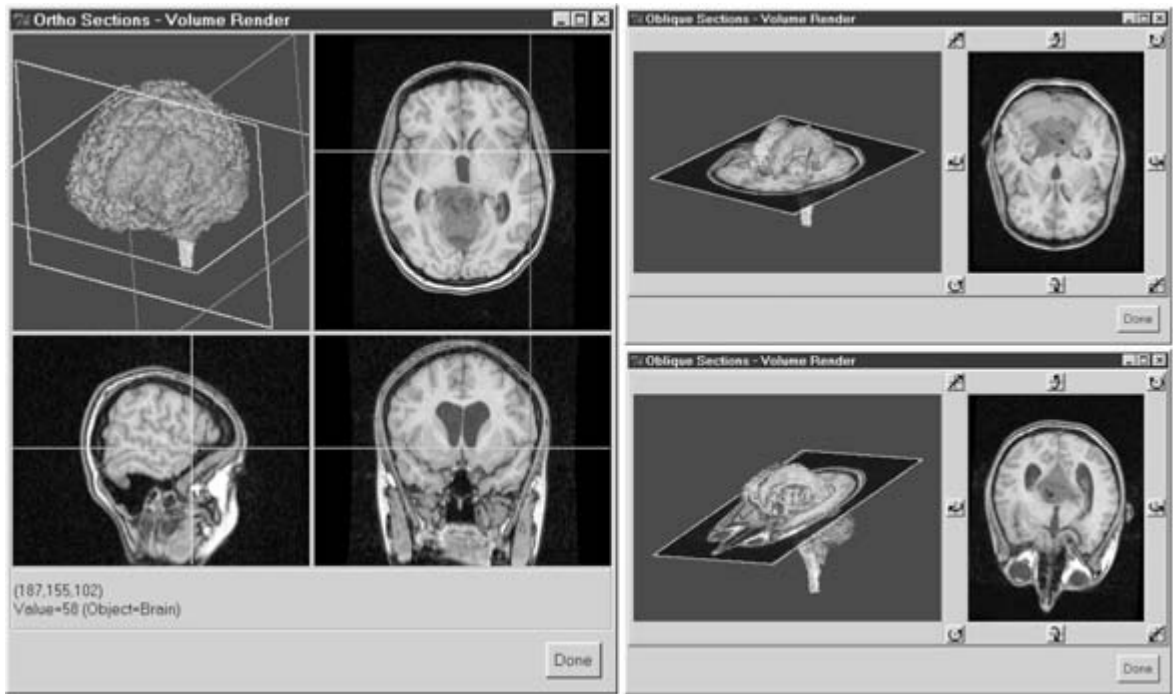 Ortho Sections - Volume Render
(187,155,102)
Value=58 (Object=Brain)
Done
Oblique Sections - Volume Render
Done
Oblique Sections - Volume Render
Done